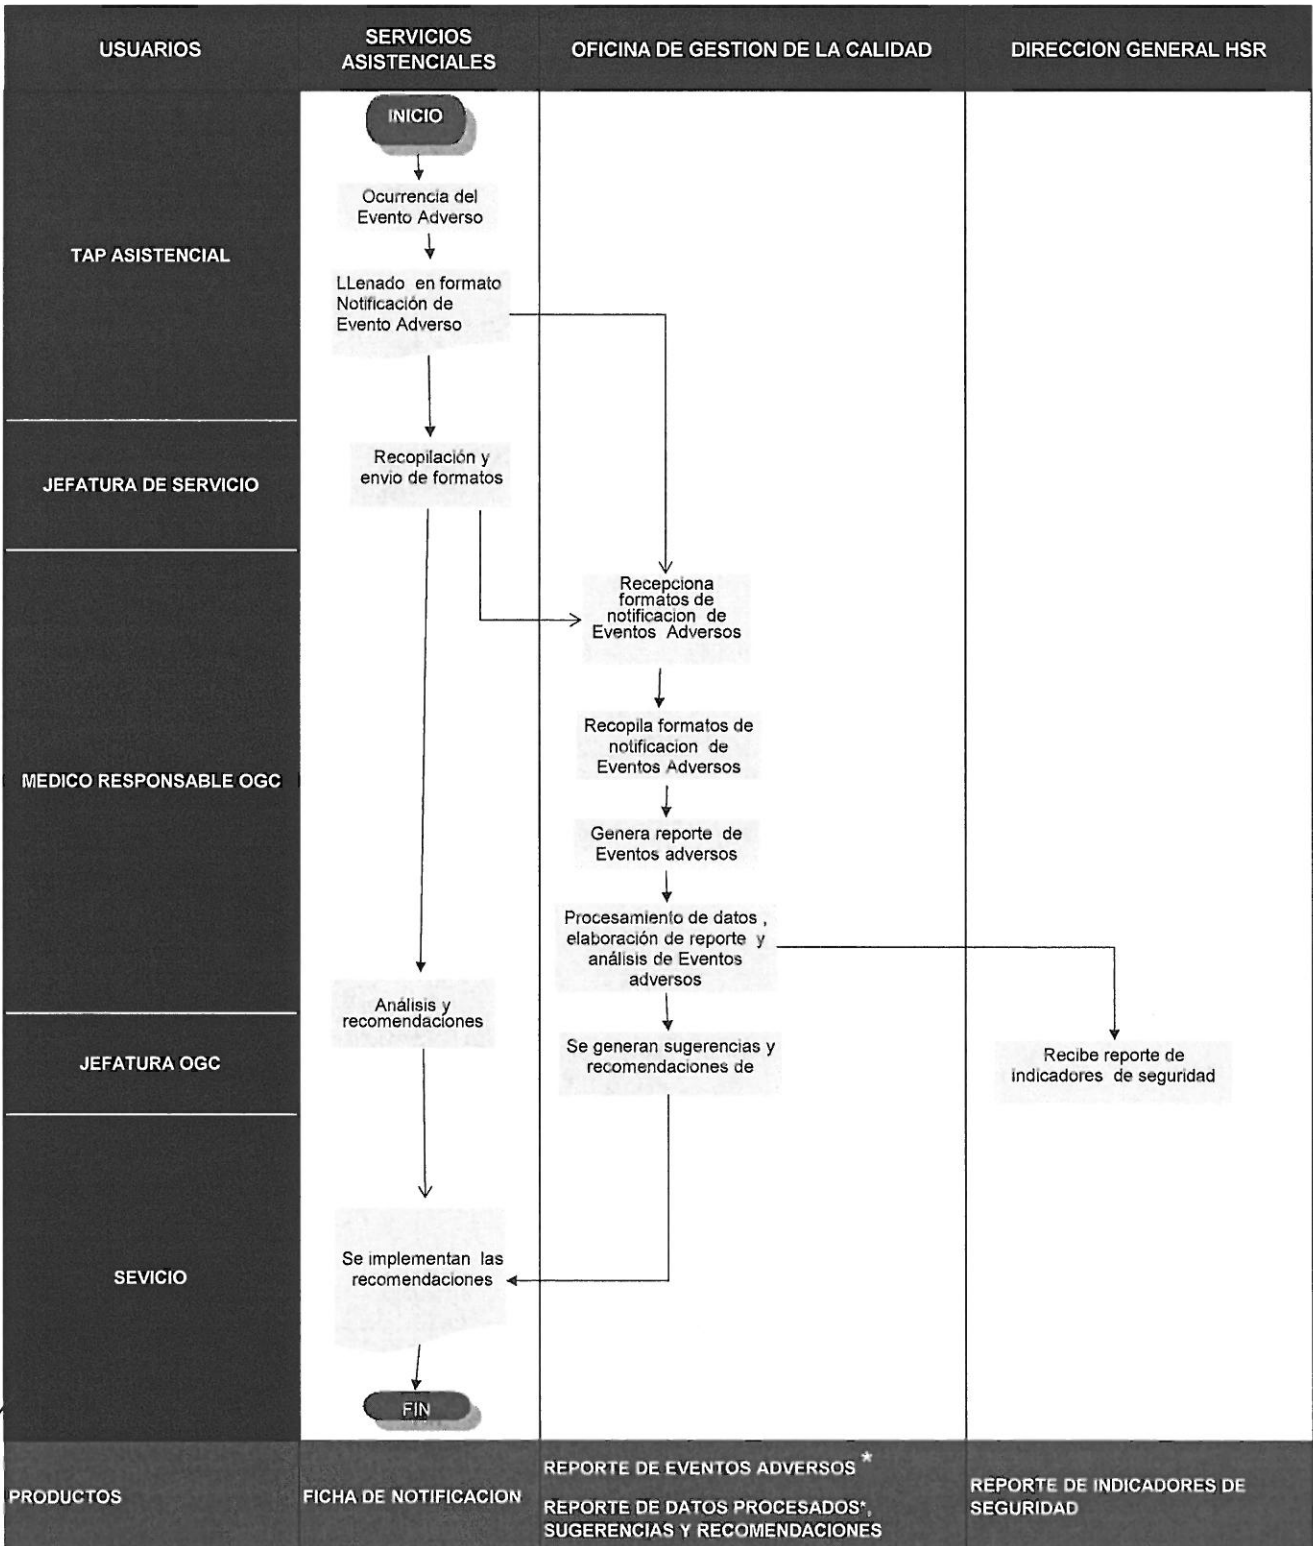 USUARIOS
SERVICIOS
ASISTENCIALES
OFICINA DE GESTION DE LA CALIDAD
DIRECCION GENERAL HSR
TAP ASISTENCIAL
INICIO
Ocurrencia del
Evento Adverso
LLenado en formato
Notificación de
Evento Adverso
JEFATURA DE SERVICIO
Recopilación y
envio de formatos
MEDICO RESPONSABLE OGC
Recepciona
formatos de
notificacion de
Eventos Adversos
Recopila formatos de
notificacion de
Eventos Adversos
Genera reporte de
Eventos adversos
Procesamiento de datos ,
elaboración de reporte y
análisis de Eventos
adversos
Análisis y
recomendaciones
JEFATURA OGC
Se generan sugerencias y
recomendaciones de
Recibe reporte de
indicadores de seguridad
SEVICIO
Se implementan las
recomendaciones
FIN
PRODUCTOS
FICHA DE NOTIFICACION
REPORTE DE EVENTOS ADVERSOS *
REPORTE DE DATOS PROCESADOS*,
SUGERENCIAS Y RECOMENDACIONES
REPORTE DE INDICADORES DE
SEGURIDAD